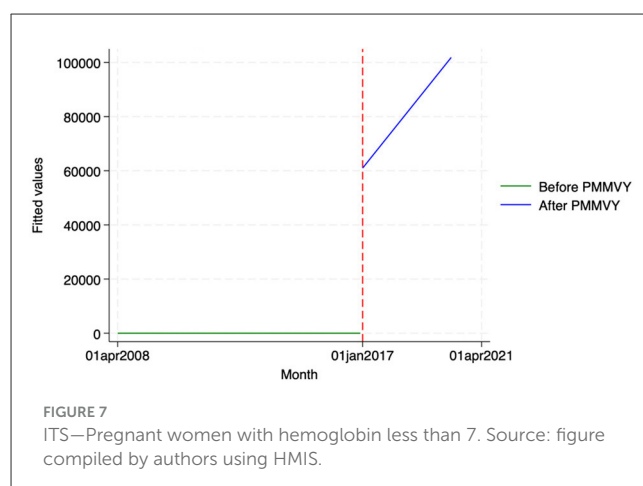 100000
80000
60000
40000
20000
0
Fitted values
01apr2008
01jan2017
01apr2021
Month
Before PMMVY
After PMMVY
FIGURE 7
ITS—Pregnant women with hemoglobin less than 7. Source: figure
compiled by authors using HMIS.